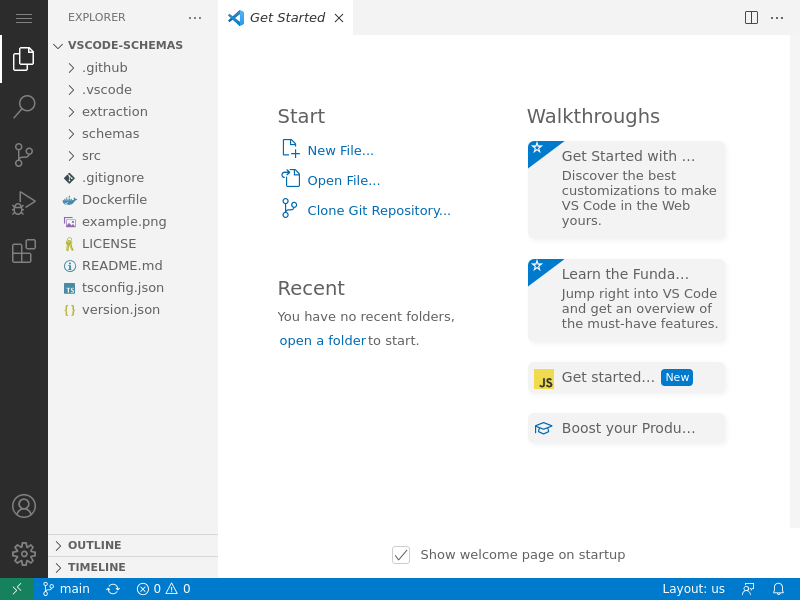 EXPLORER
VSCODE-SCHEMAS
.github
.vscode
extraction
schemas
src
.gitignore
Dockerfile
example.png
LICENSE
README.md
TS
tsconfig.json
version.json
OUTLINE
TIMELINE
Get Started
Start
New File...
Open File...
Clone Git Repository...
Recent
You have no recent folders,
open a folder to start.
Walkthroughs
Get Started with ...
Discover the best
customizations to make
VS Code in the Web
yours.
Learn the Funda...
Jump right into VS Code
and get an overview of
the must-have features.
JS
Get started... New
Boost your Produ...
Show welcome page on startup
main 0 0 Layout: us